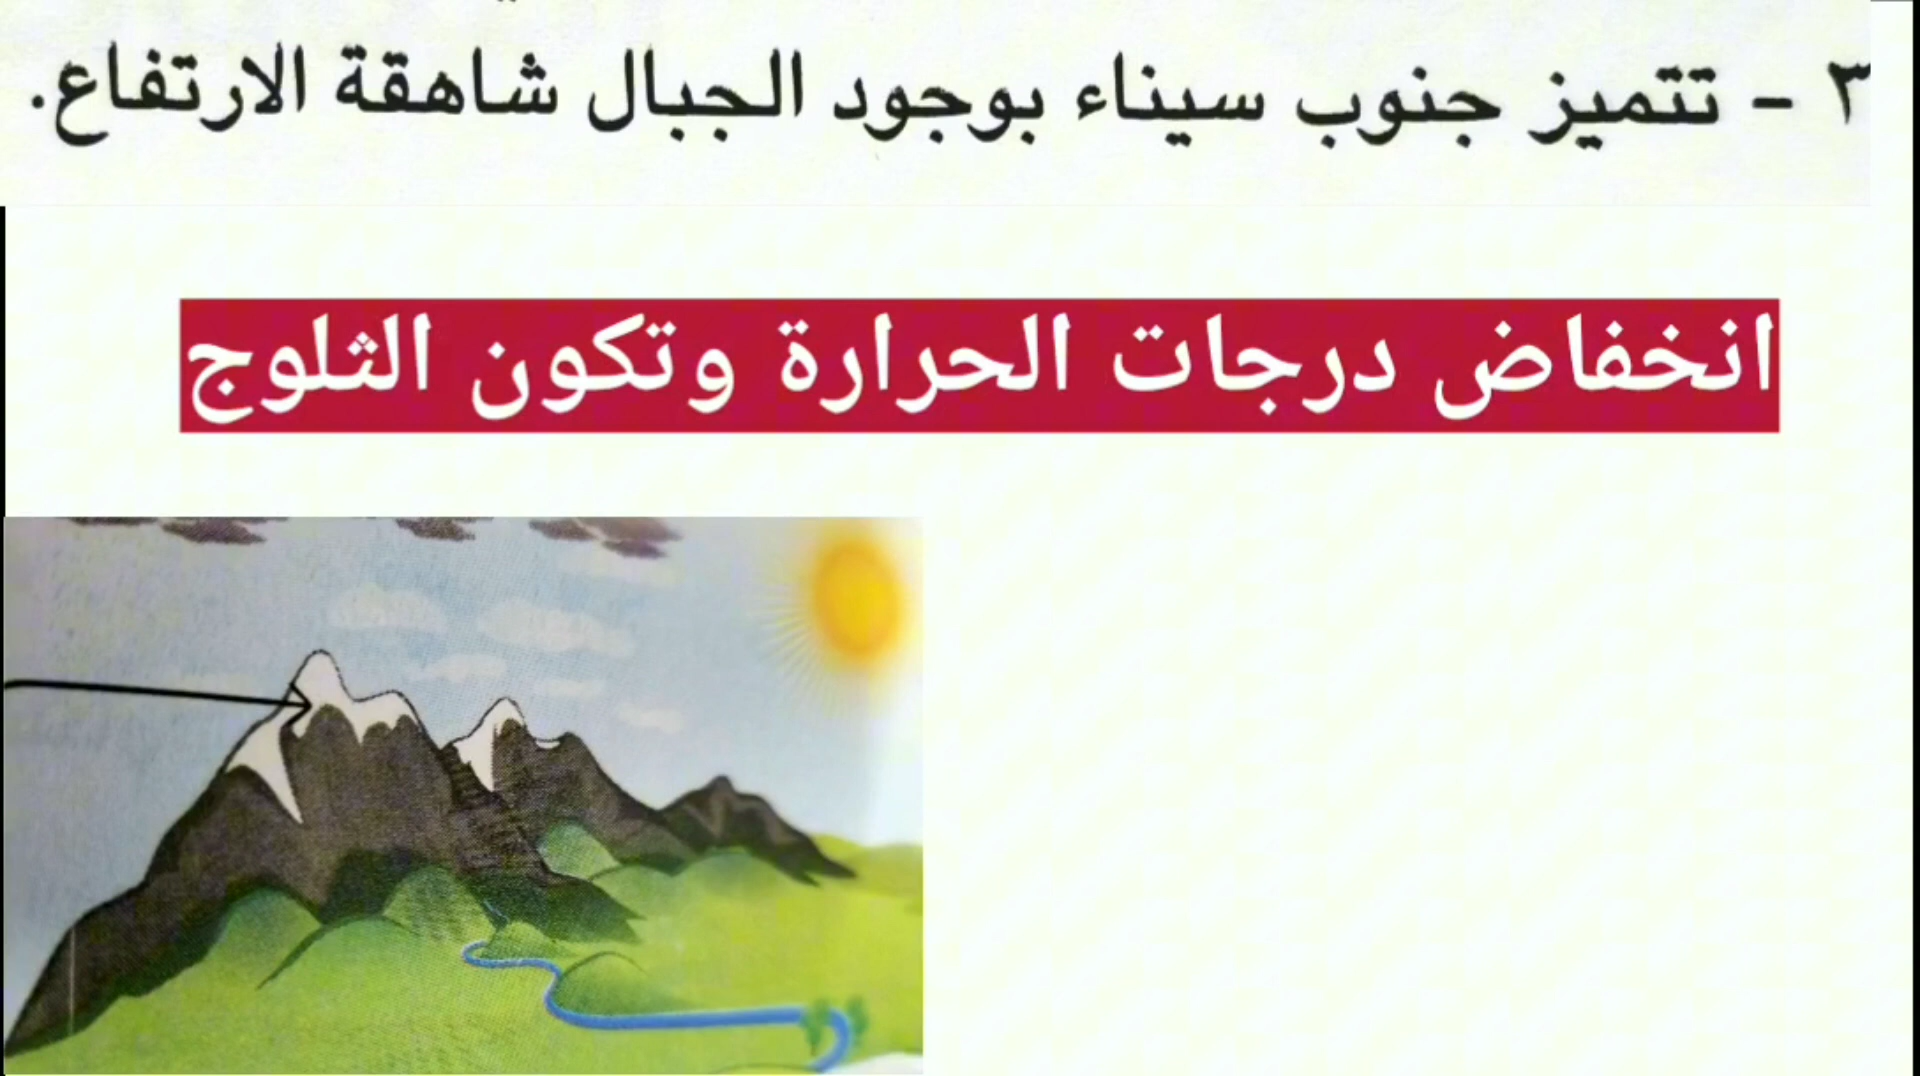 ٣ - تتميز جنوب سيناء بوجود الجبال شاهقة الارتفاع.
انخفاض درجات الحرارة وتكون الثلوج